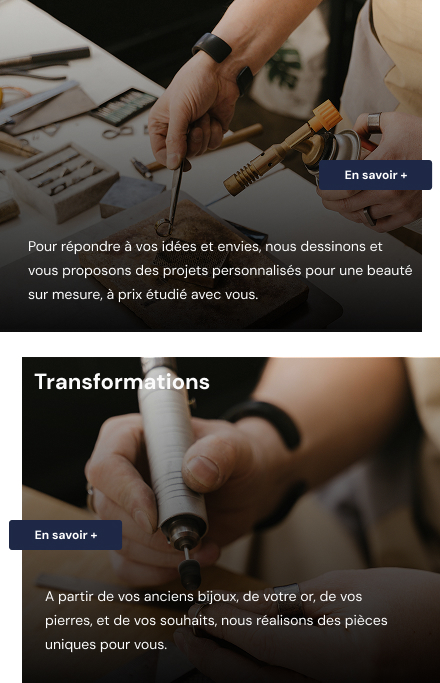 En savoir +
Pour répondre à vos idées et envies, nous dessinons et
vous proposons des projets personnalisés pour une beauté
sur mesure, à prix étudié avec vous.
Transformations
En savoir +
A partir de vos anciens bijoux, de votre or, de vos
pierres, et de vos souhaits, nous réalisons des pièces
uniques pour vous.